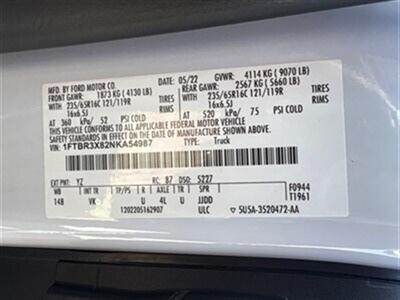 MFD. BY FORD MOTOR CO.
DATE: 05/22 GVWR: 4114 KG (9070 LB)
FRONT GAWR: 1873 KG (4130 LB) REAR GAWR: 2567 KG (5660 LB)
235/65R16C 121/119R TIRES 235/65R16C 121/119R TIRES
16x6.5J RIMS 16x6.5J RIMS
AT 360 kPa/ 52 PSI COLD AT 520 kPa/ 75 PSI COLD
THIS VEHICLE CONFORMS TO ALL APPLICABLE FEDERAL MOTOR VEHICLE
SAFETY STANDARDS IN EFFECT ON THE DATE OF MANUFACTURE SHOWN ABOVE.
VIN: 1FTBR3X82NKA54987 TYPE: Truck
EXT PNT: YZ RC: 87 DSO: 5227
WB INT TR TP/PS R AXLE TR SPR F0944
148 VK U 4L U JJDD T1961
1202205162907 ULC 5USA-3520472-AA